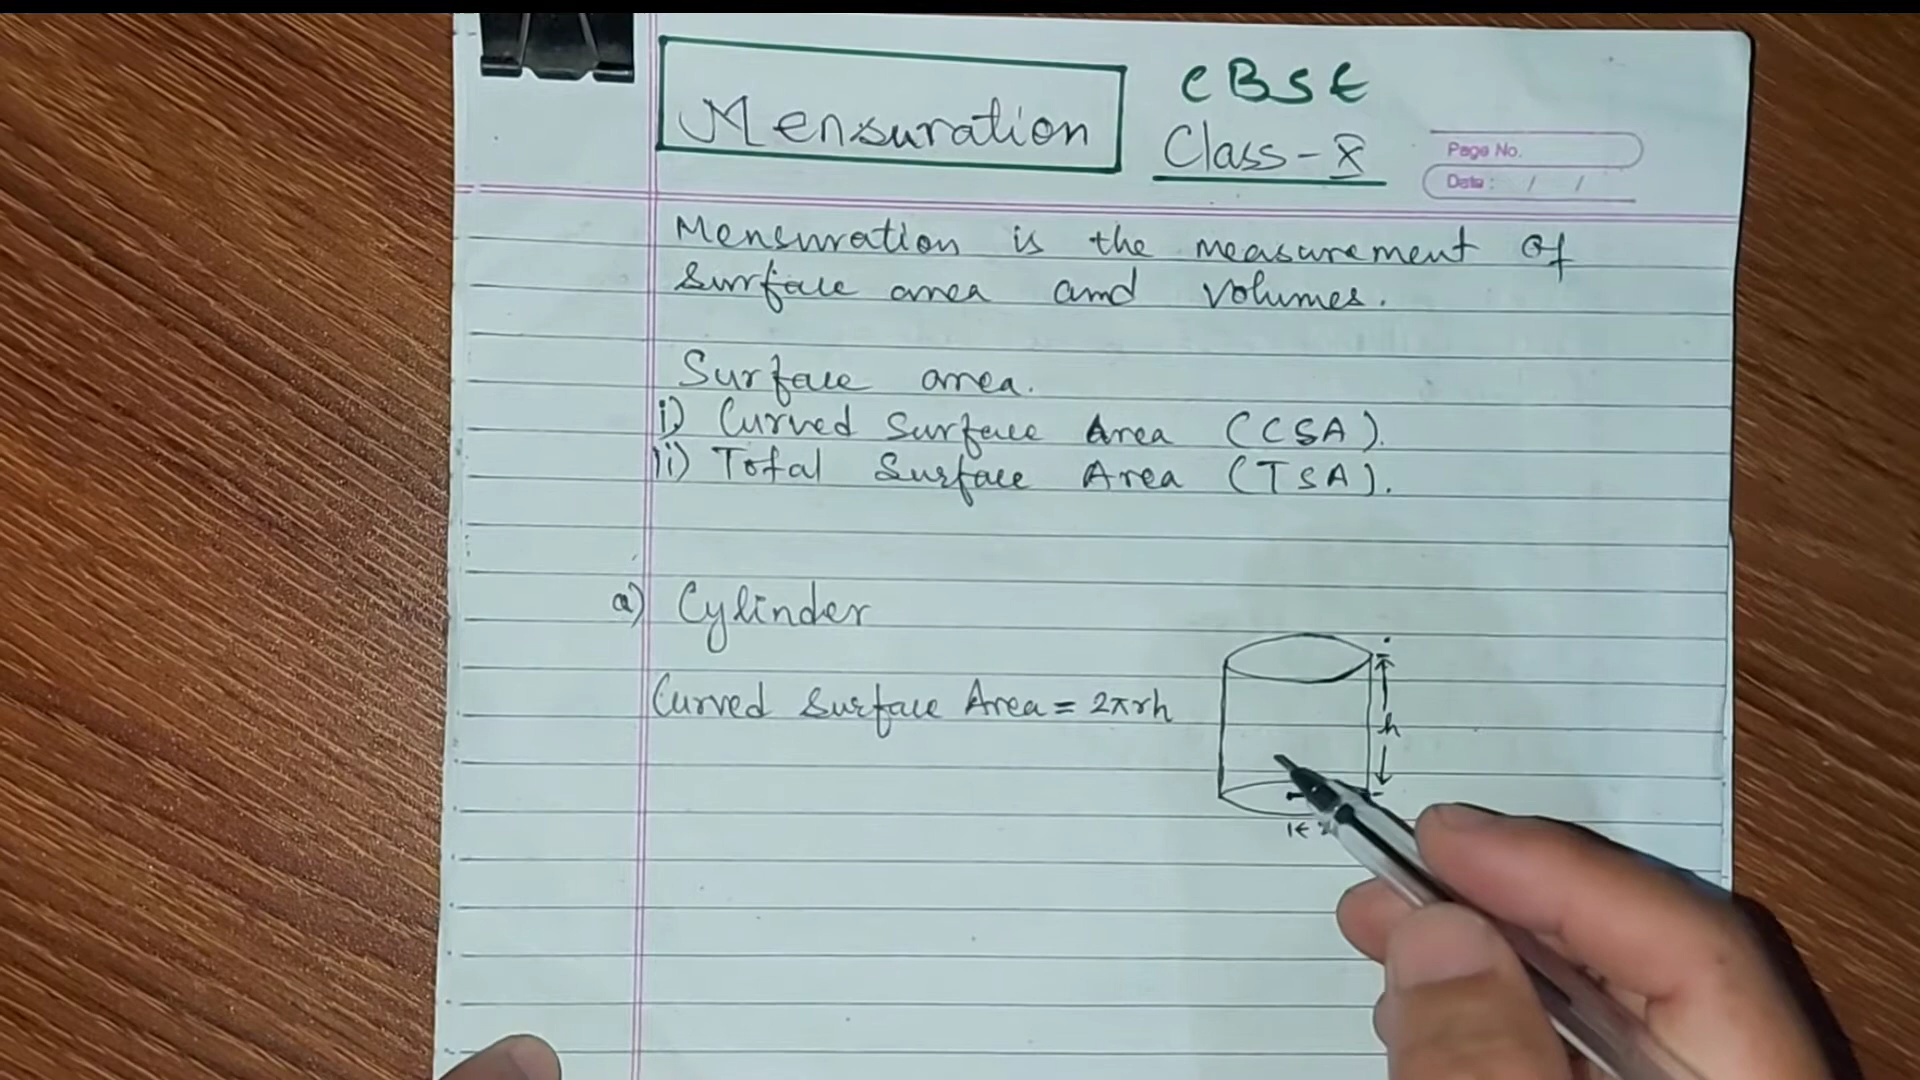 Mensuration
CBSE
Class-X
Page No.
Date : / /
Mensuration is the measurement of
surface area and volumes.
Surface area.
i) Curved Surface Area (CSA).
ii) Total Surface Area (TSA).
a) Cylinder
Curved Surface Area = 2πrh
h